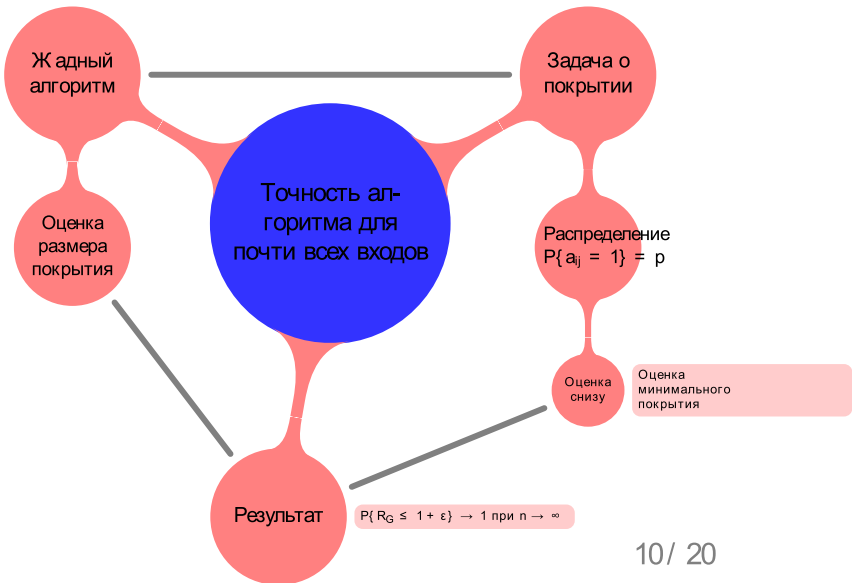 Жадный
алгоритм
Задача о
покрытии
Точность ал-
горитма для
почти всех входов
Оценка
размера
покрытия
Распределение
P{ aij = 1} = p
Оценка
снизу
Оценка
минимального
покрытия
Результат
P{ RG ≤ 1 + ε} → 1 при n → ∞
10/ 20